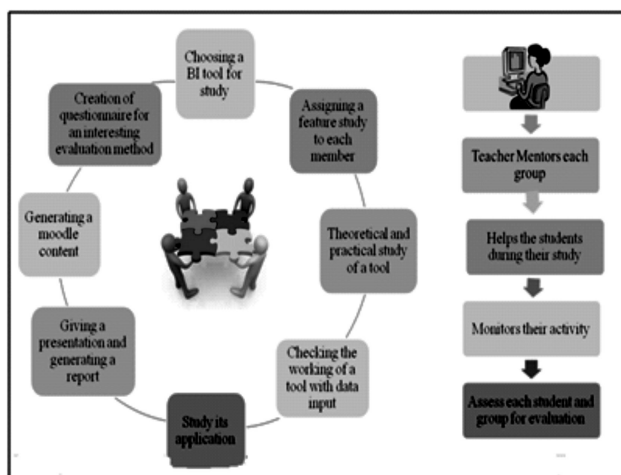 Choosing a
BI tool for
study
Assigning a
feature study
to each
member
Theoretical and
practical study
of a tool
Checking the
working of a
tool with data
input
Study its
application
Giving a
presentation and
generating a
report
Generating a
moodle content
Creation of
questionnaire for
an interesting
evaluation method
Teacher Mentors each
group
Helps the students
during their study
Monitors their activity
Assess each student and
group for evaluation